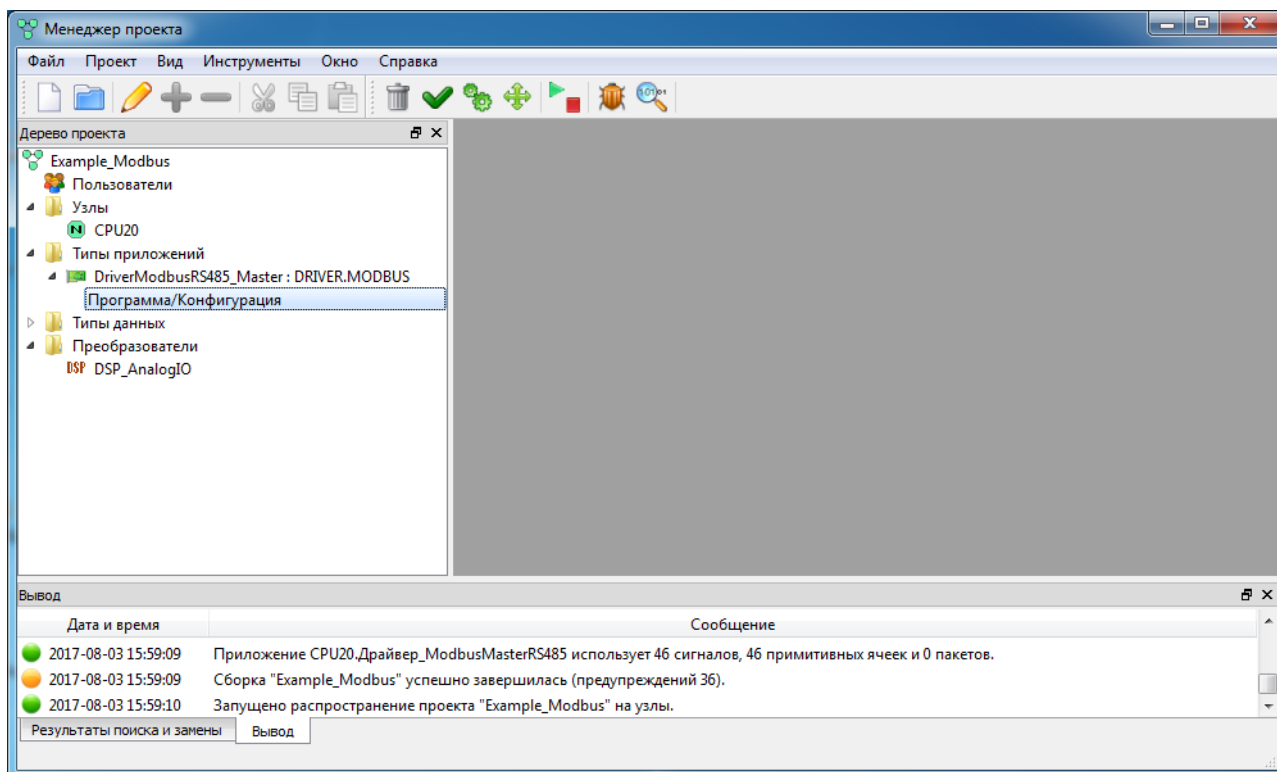 Менеджер проекта
Файл Проект Вид Инструменты Окно Справка
Дерево проекта
Example_Modbus
Пользователи
Узлы
CPU20
Типы приложений
DriverModbusRS485_Master : DRIVER.MODBUS
Программа/Конфигурация
Типы данных
Преобразователи
DSP DSP_AnalogIO
Вывод
Дата и время Сообщение
2017-08-03 15:59:09 Приложение CPU20.Драйвер_ModbusMasterRS485 использует 46 сигналов, 46 примитивных ячеек и 0 пакетов.
2017-08-03 15:59:09 Сборка "Example_Modbus" успешно завершилась (предупреждений 36).
2017-08-03 15:59:10 Запущено распространение проекта "Example_Modbus" на узлы.
Результаты поиска и замены Вывод